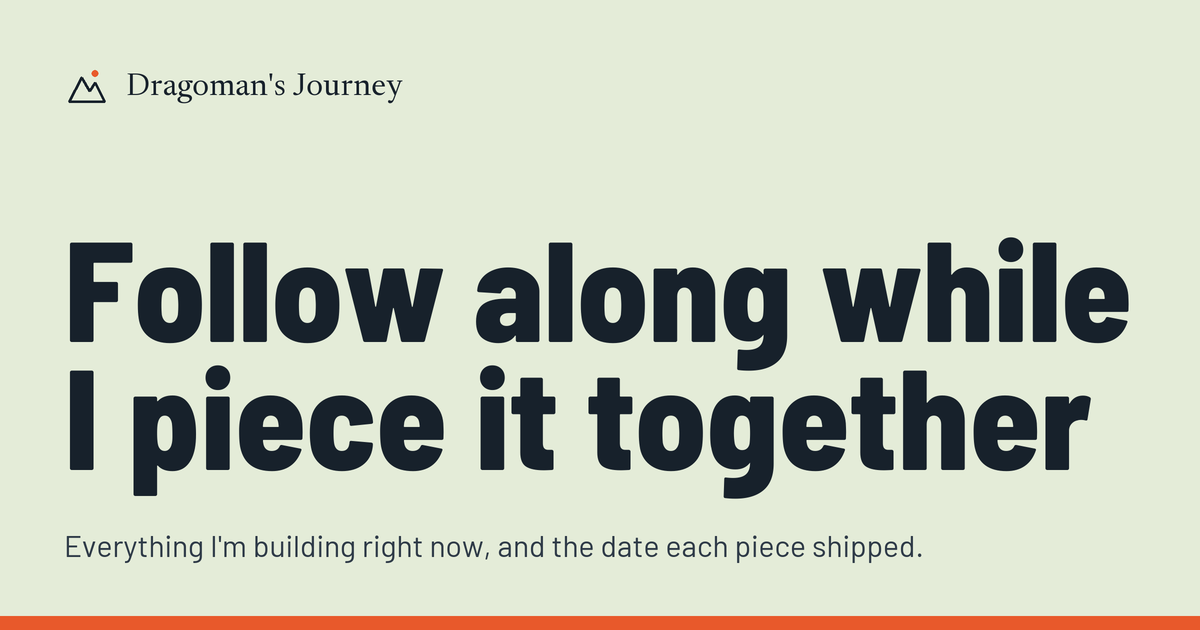 Dragoman's Journey
Follow along while
I piece it together
Everything I'm building right now, and the date each piece shipped.